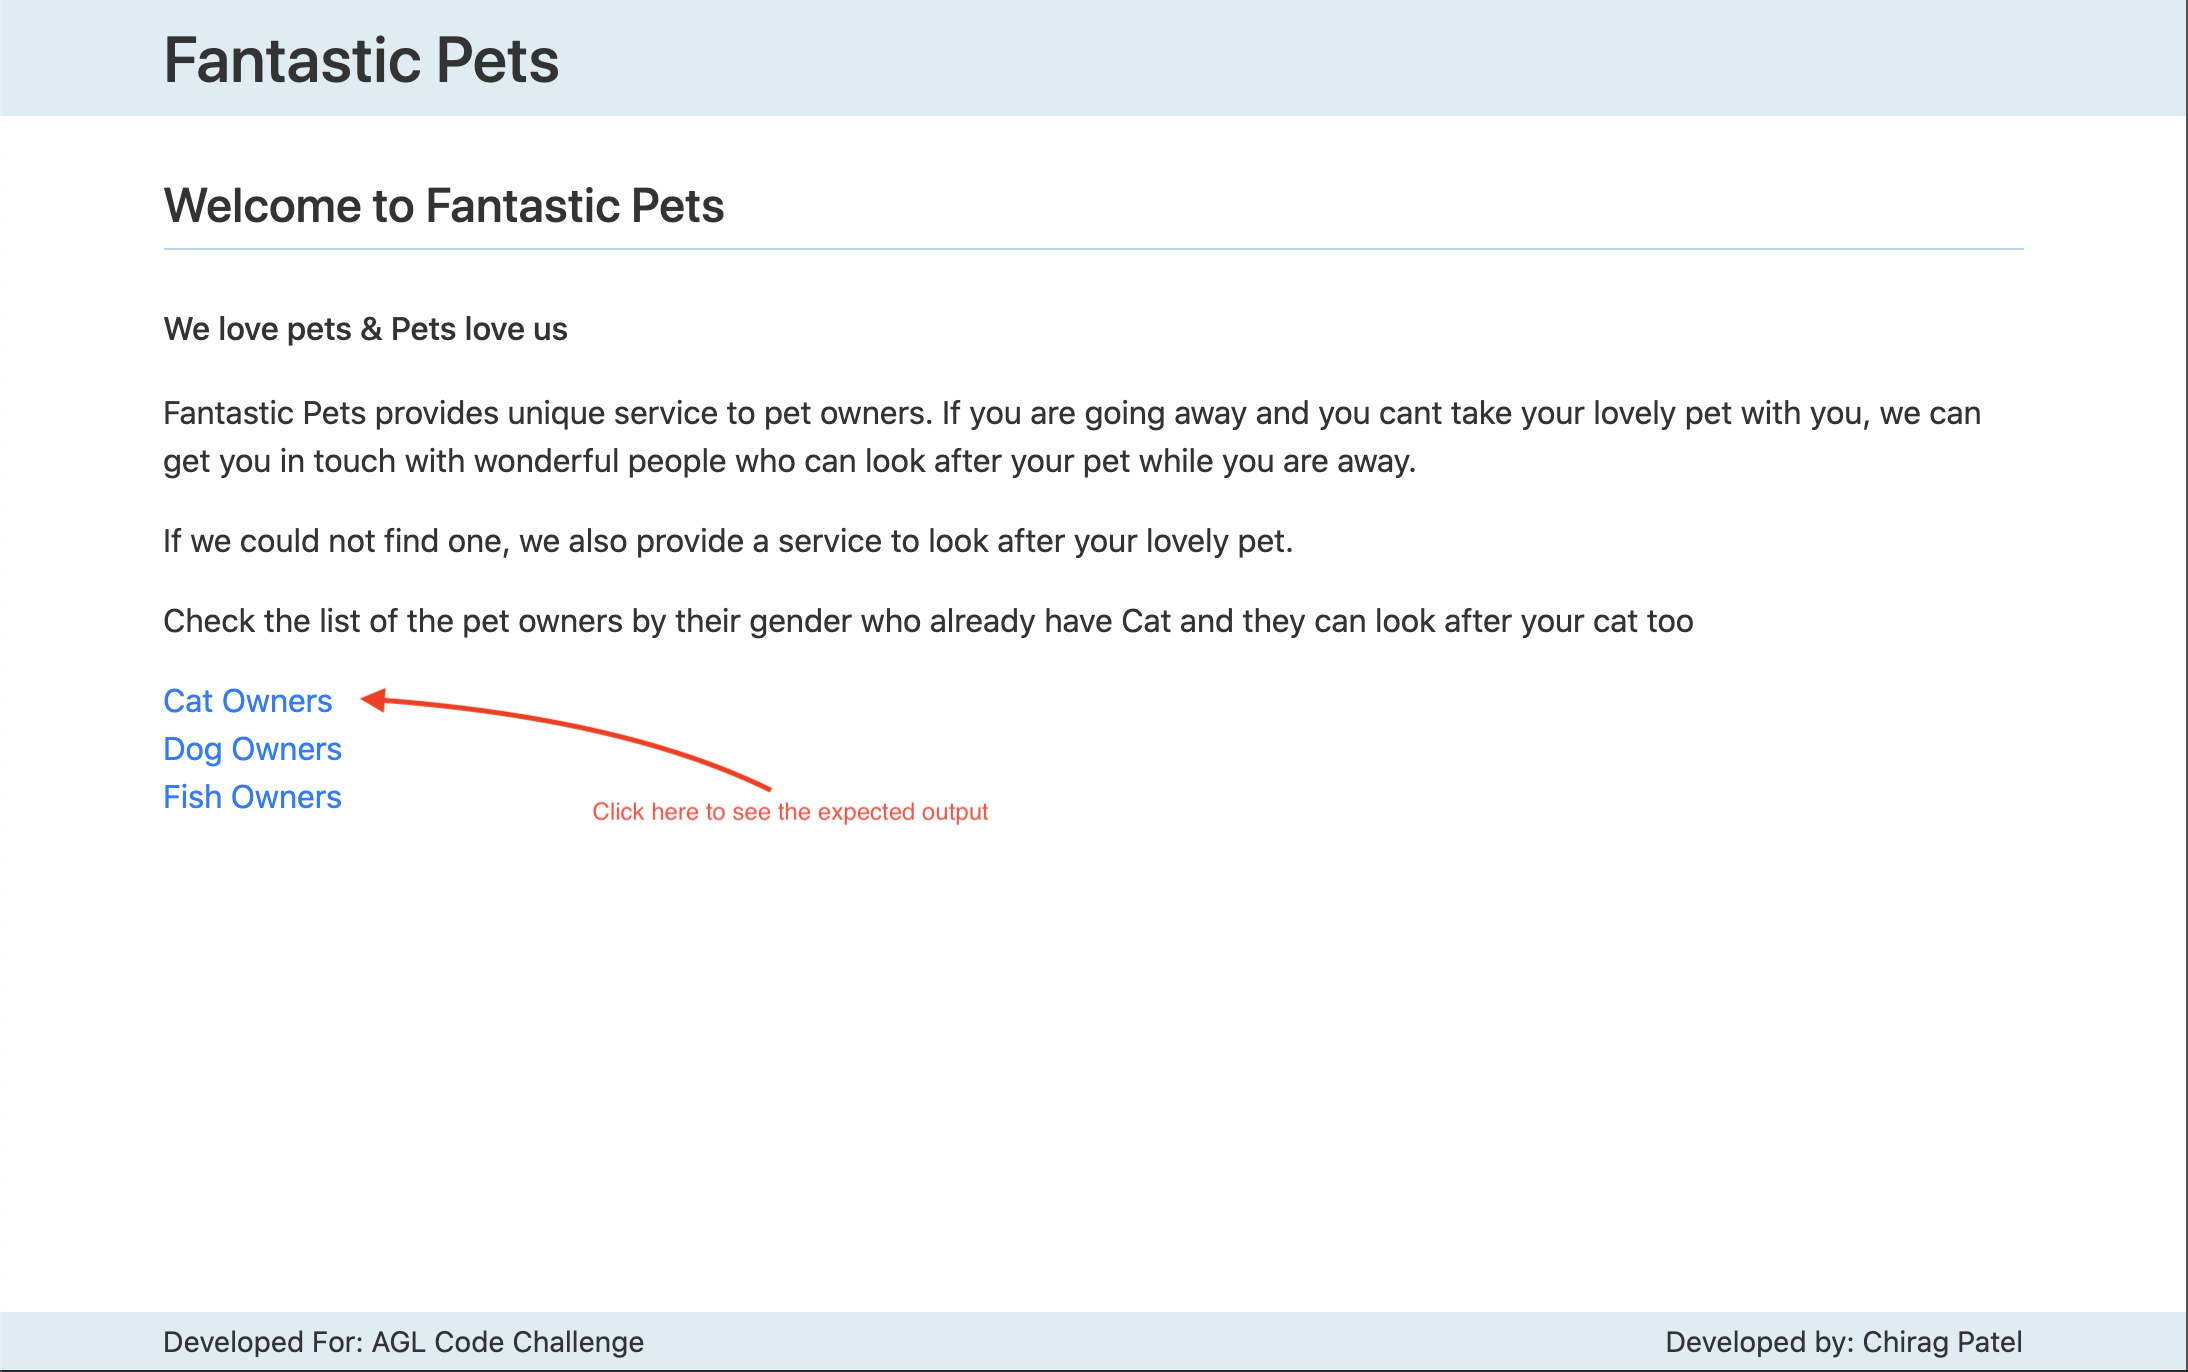 Fantastic Pets
Welcome to Fantastic Pets
We love pets & Pets love us
Fantastic Pets provides unique service to pet owners. If you are going away and you cant take your lovely pet with you, we can
get you in touch with wonderful people who can look after your pet while you are away.
If we could not find one, we also provide a service to look after your lovely pet.
Check the list of the pet owners by their gender who already have Cat and they can look after your cat too
Cat Owners
Dog Owners
Fish Owners
Click here to see the expected output
Developed For: AGL Code Challenge
Developed by: Chirag Patel